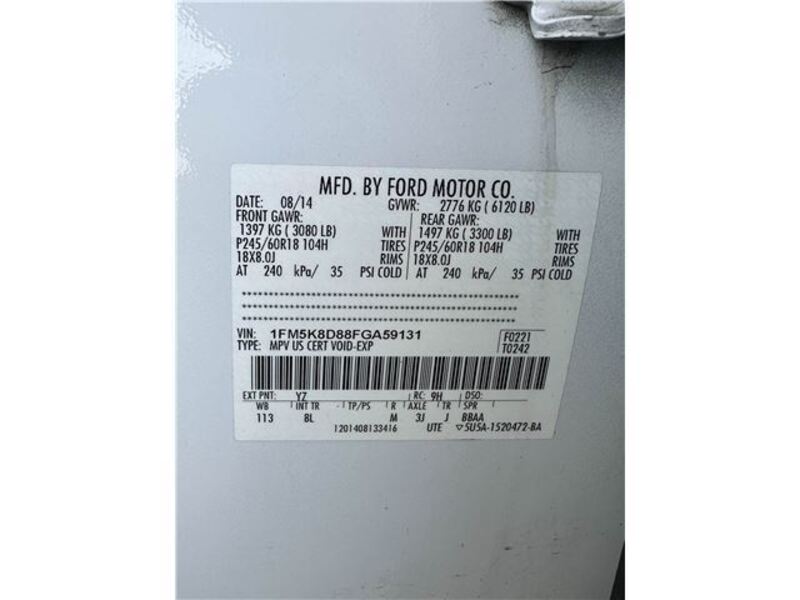 MFD. BY FORD MOTOR CO.
DATE: 08/14 GVWR: 2776 KG ( 6120 LB)
FRONT GAWR: REAR GAWR:
1397 KG ( 3080 LB) WITH 1497 KG ( 3300 LB) WITH
P245/60R18 104H TIRES P245/60R18 104H TIRES
18X8.0J RIMS 18X8.0J RIMS
AT 240 kPa/ 35 PSI COLD AT 240 kPa/ 35 PSI COLD
VIN: 1FM5K8D88FGA59131 F0221
TYPE: MPV US CERT VOID-EXP T0242
EXT PNT: YZ RC: 9H DSO:
WB INT TR TP/PS R AXLE TR SPR
113 8L M 3J J BBAA
1201408133416 UTE ▽5U5A-1520472-BA